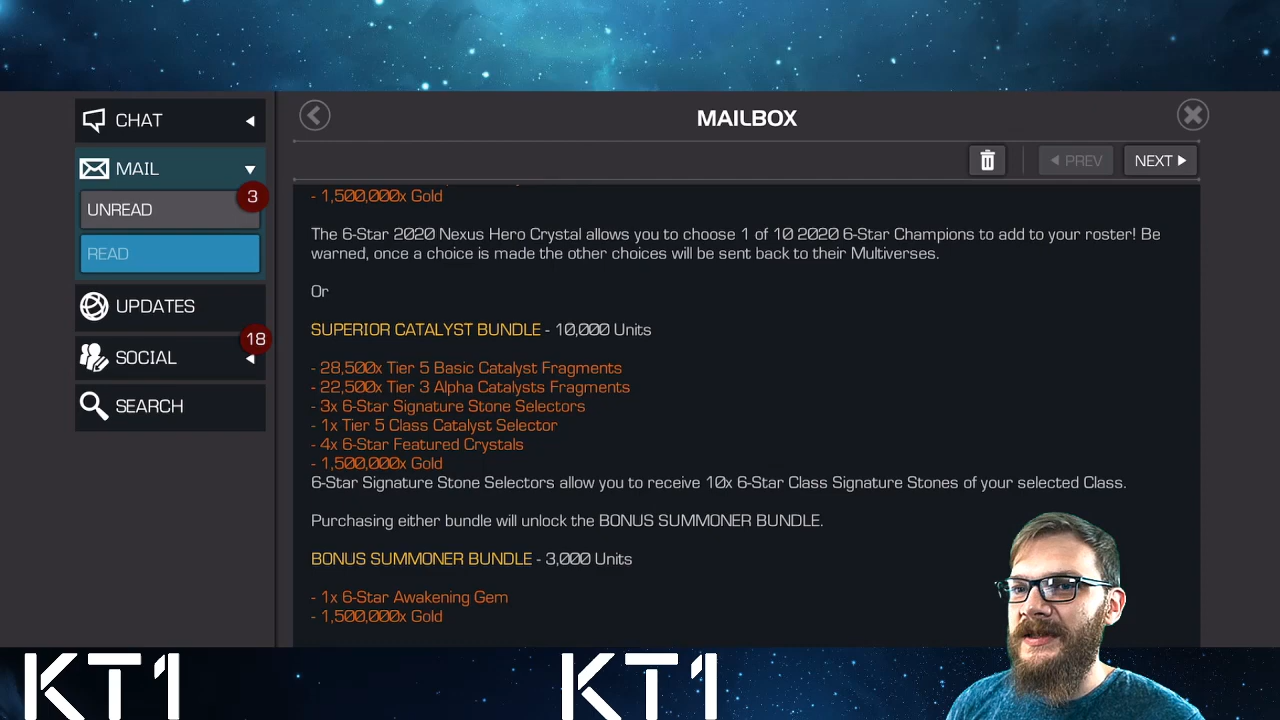 CHAT
MAIL
3
UNREAD
READ
UPDATES
18
SOCIAL
SEARCH
MAILBOX
PREV
NEXT
- 1,500,000x Gold
The 6-Star 2020 Nexus Hero Crystal allows you to choose 1 of 10 2020 6-Star Champions to add to your roster! Be
warned, once a choice is made the other choices will be sent back to their Multiverses.
Or
SUPERIOR CATALYST BUNDLE - 10,000 Units
- 28,500x Tier 5 Basic Catalyst Fragments
- 22,500x Tier 3 Alpha Catalysts Fragments
- 3x 6-Star Signature Stone Selectors
- 1x Tier 5 Class Catalyst Selector
- 4x 6-Star Featured Crystals
- 1,500,000x Gold
6-Star Signature Stone Selectors allow you to receive 10x 6-Star Class Signature Stones of your selected Class.
Purchasing either bundle will unlock the BONUS SUMMONER BUNDLE.
BONUS SUMMONER BUNDLE - 3,000 Units
- 1x 6-Star Awakening Gem
- 1,500,000x Gold
KT1
KT1